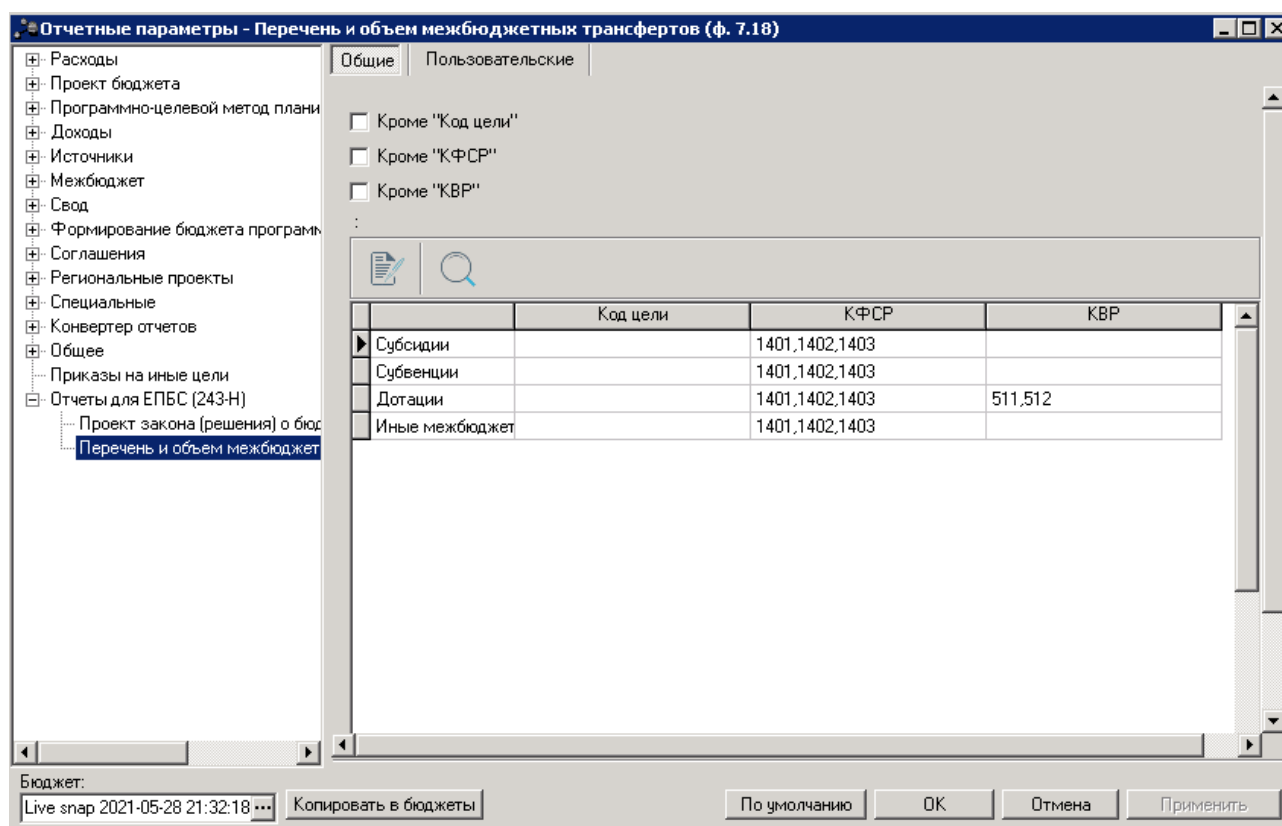 Отчетные параметры - Перечень и объем межбюджетных трансфертов (ф. 7.18)
Расходы
Проект бюджета
Программно-целевой метод плани
Доходы
Источники
Межбюджет
Свод
Формирование бюджета программ
Соглашения
Региональные проекты
Специальные
Конвертер отчетов
Общее
Приказы на иные цели
Отчеты для ЕПБС (243-Н)
Проект закона (решения) о бюд
Перечень и объем межбюджет
Общие Пользовательские
Кроме "Код цели"
Кроме "КФСР"
Кроме "КВР"
:
Код цели КФСР КВР
Субсидии 1401,1402,1403
Субвенции 1401,1402,1403
Дотации 1401,1402,1403 511,512
Иные межбюджет 1401,1402,1403
Бюджет:
Live snap 2021-05-28 21:32:18 ... Копировать в бюджеты По умолчанию OK Отмена Применить